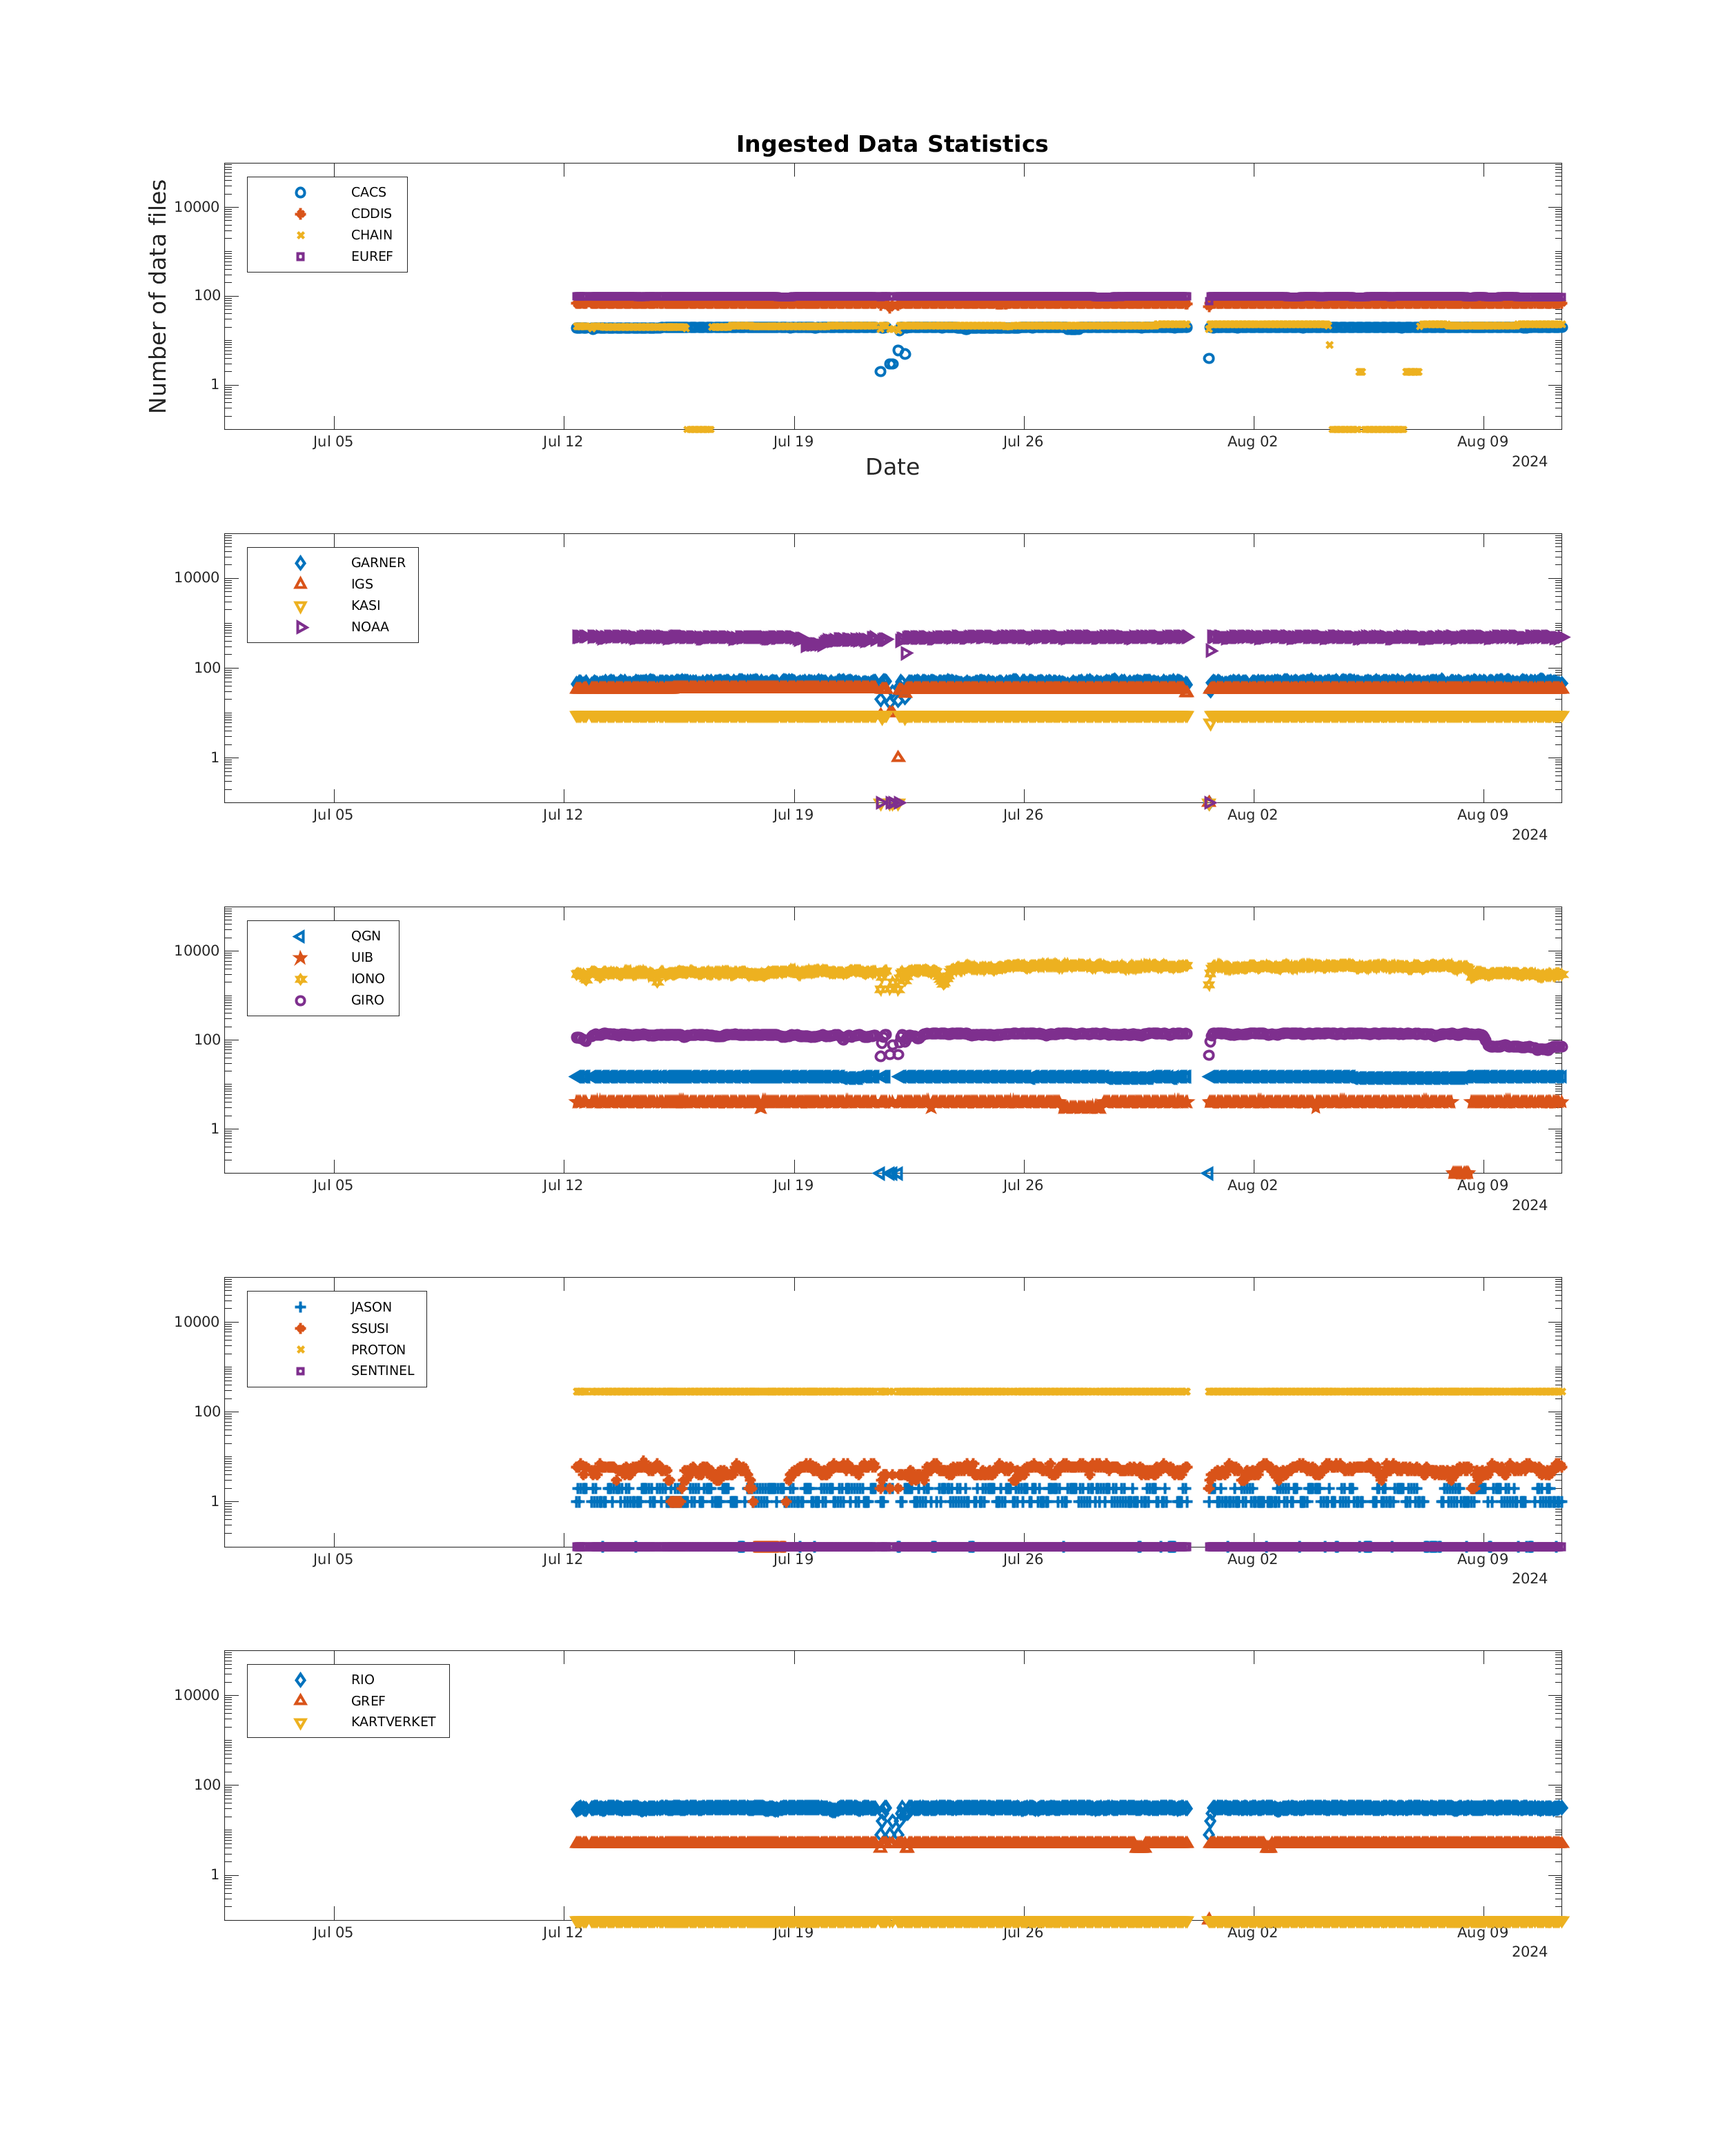 Ingested Data Statistics
Number of data files
CACS
CDDIS
CHAIN
EUREF
10000
100
1
Jul 05 Jul 12 Jul 19 Jul 26 Aug 02 Aug 09
2024
Date
GARNER
IGS
KASI
NOAA
10000
100
1
Jul 05 Jul 12 Jul 19 Jul 26 Aug 02 Aug 09
2024
QGN
UIB
IONO
GIRO
10000
100
1
Jul 05 Jul 12 Jul 19 Jul 26 Aug 02 Aug 09
2024
JASON
SSUSI
PROTON
SENTINEL
10000
100
1
Jul 05 Jul 12 Jul 19 Jul 26 Aug 02 Aug 09
2024
RIO
GREF
KARTVERKET
10000
100
1
Jul 05 Jul 12 Jul 19 Jul 26 Aug 02 Aug 09
2024